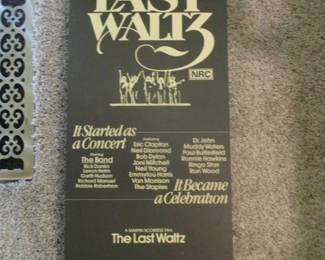 LAST
WALTZ
NRC
It Started as
a Concert
Starring
The Band
Rick Danko
Levon Helm
Garth Hudson
Richard Manuel
Robbie Robertson
Featuring
Eric Clapton
Neil Diamond
Bob Dylan
Joni Mitchell
Neil Young
Emmylou Harris
Van Morrison
The Staples
Dr. John
Muddy Waters
Paul Butterfield
Ronnie Hawkins
Ringo Starr
Ron Wood
It Became
a Celebration
A MARTIN SCORSESE FILM
The Last Waltz